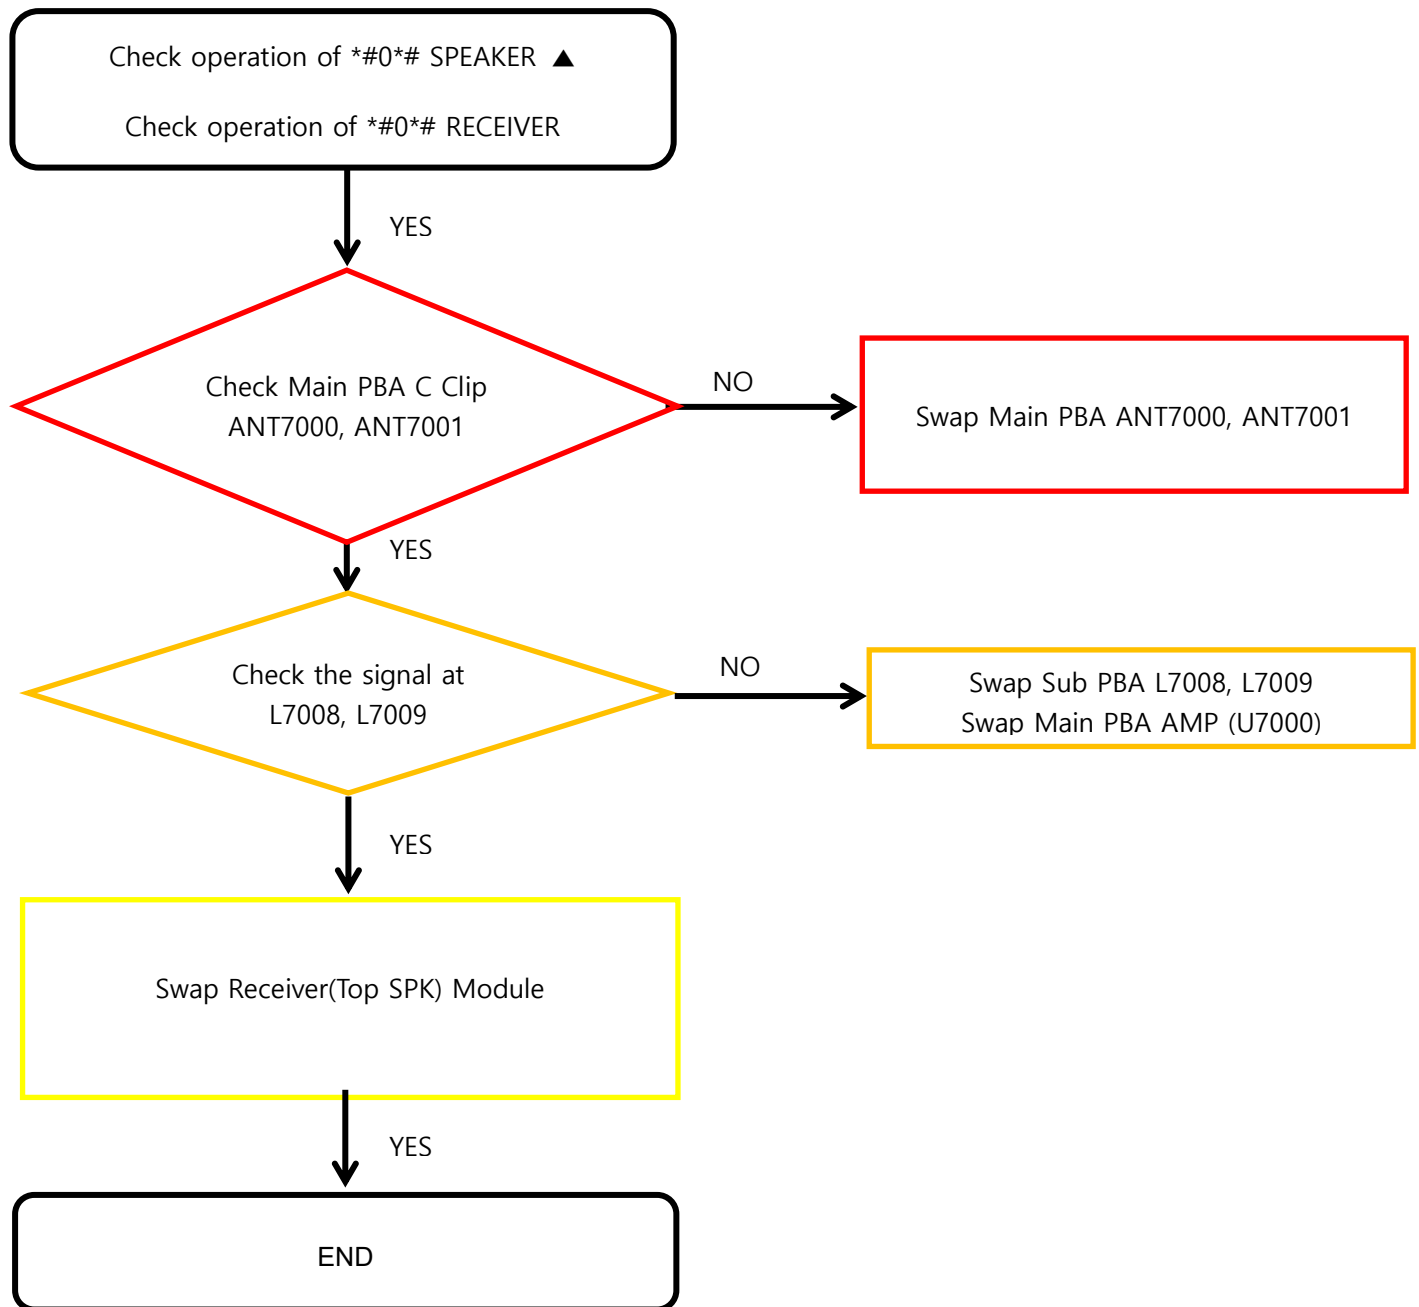 Check operation of *#0*# SPEAKER ▲
Check operation of *#0*# RECEIVER
YES
Check Main PBA C Clip
ANT7000, ANT7001
NO
Swap Main PBA ANT7000, ANT7001
YES
Check the signal at
L7008, L7009
NO
Swap Sub PBA L7008, L7009
Swap Main PBA AMP (U7000)
YES
Swap Receiver(Top SPK) Module
YES
END